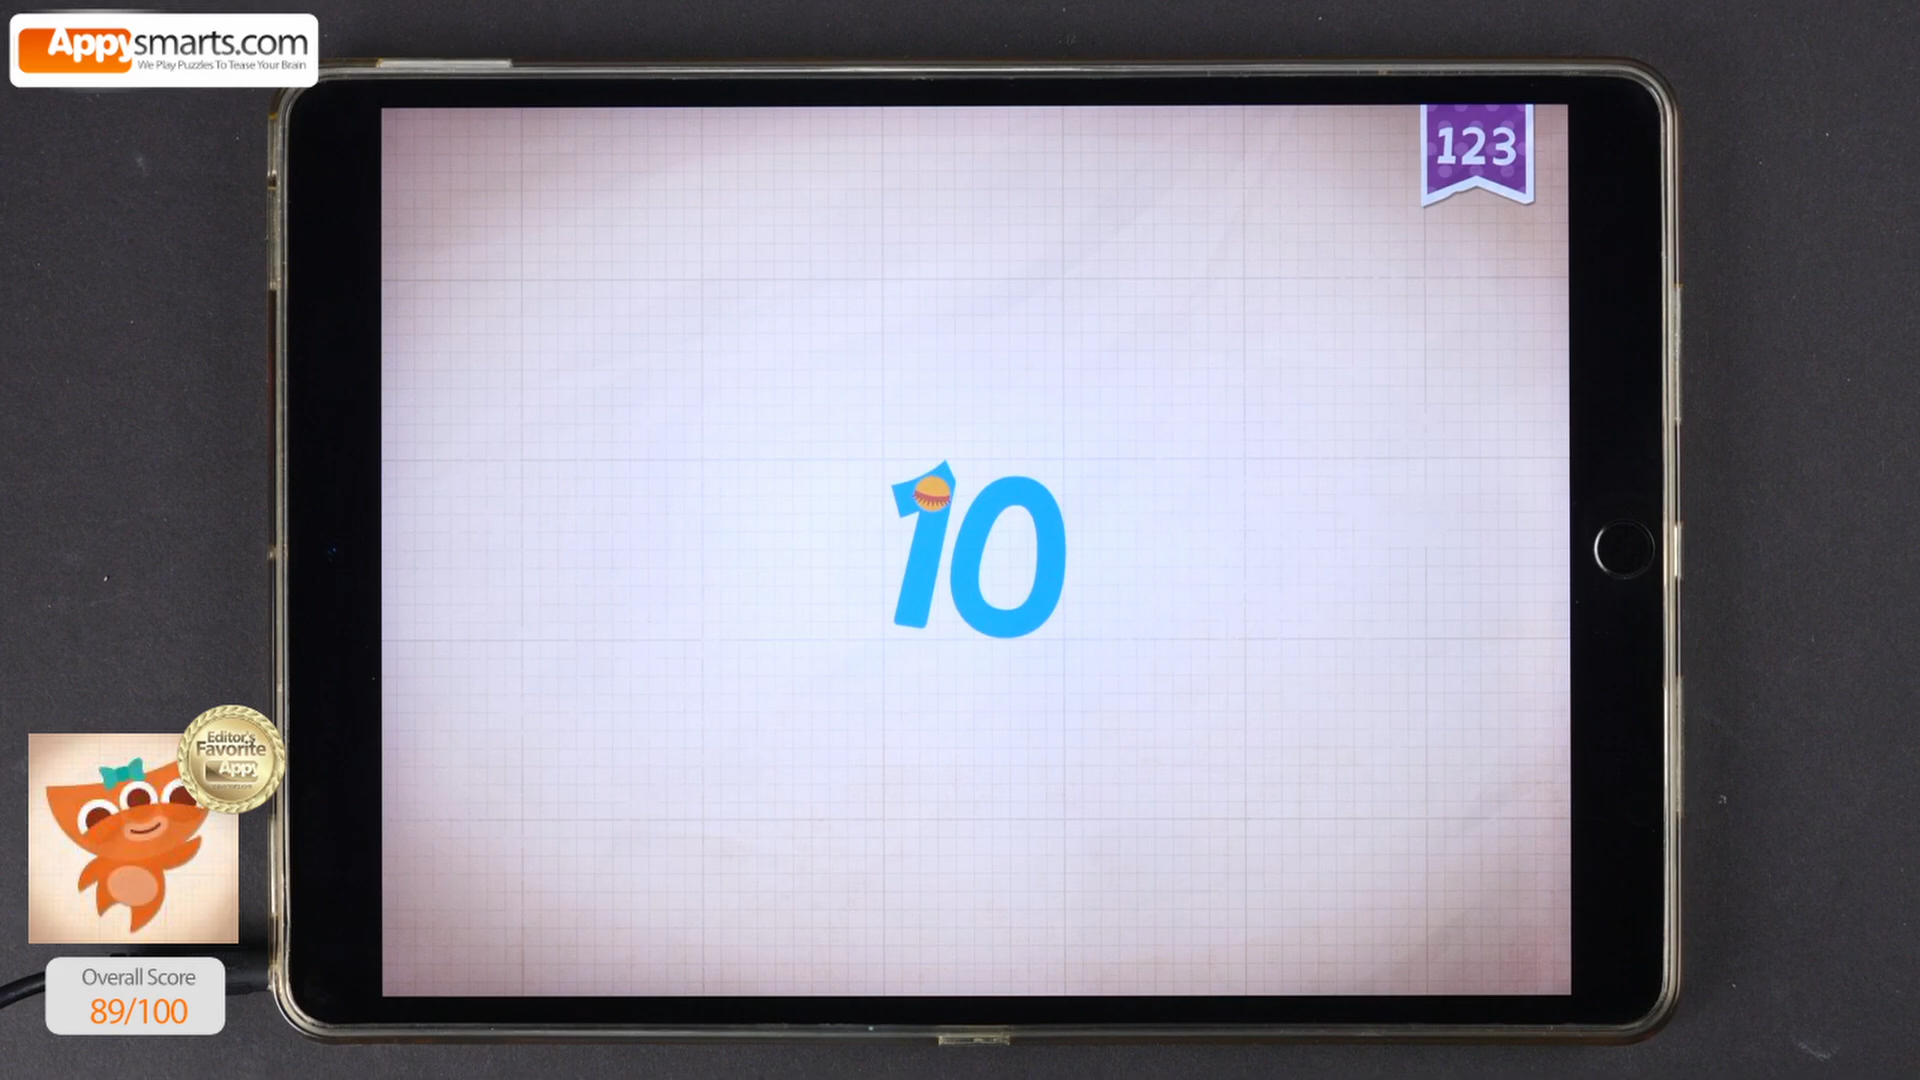 Appysmarts.com
We Play Puzzles To Tease Your Brain
123
10
Editor's
Favorite
Appy
Overall Score
89/100